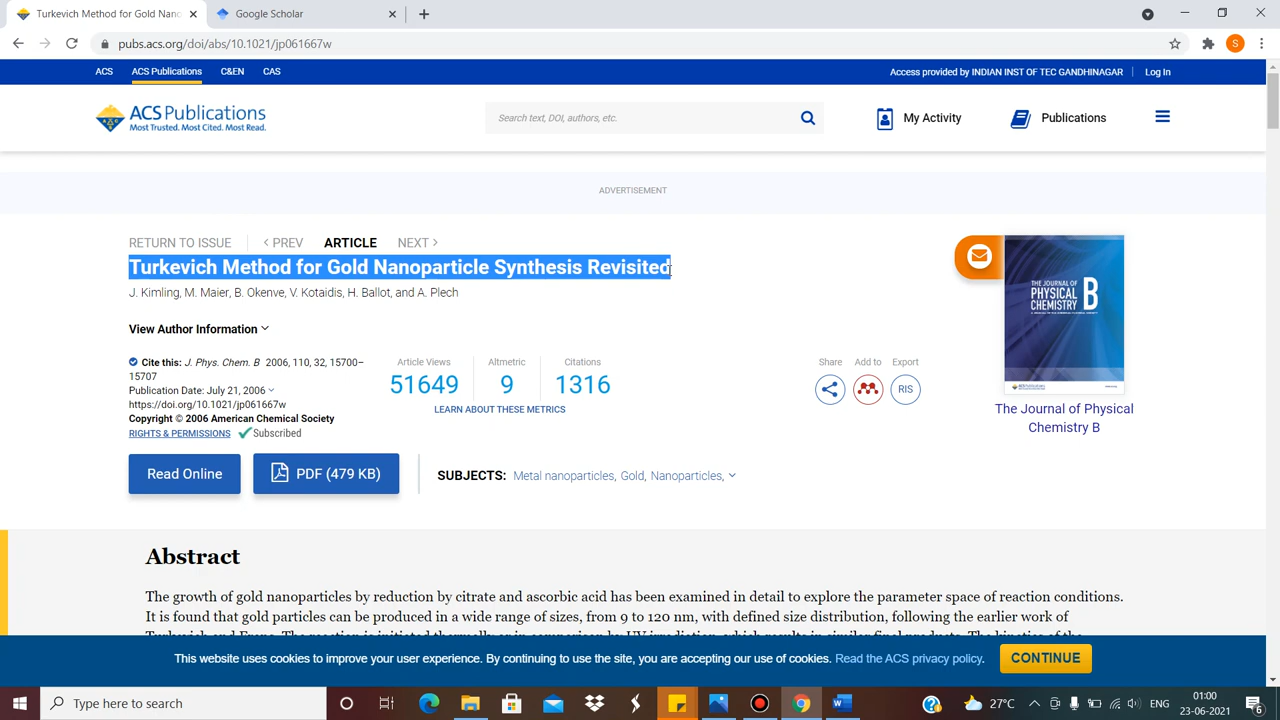 Turkevich Method for Gold Nano
Google Scholar
pubs.acs.org/doi/abs/10.1021/jp061667w
S
ACS
ACS Publications
C&EN
CAS
Access provided by INDIAN INST OF TEC GANDHINAGAR
Log In
ACS Publications
Most Trusted. Most Cited. Most Read.
Search text, DOI, authors, etc.
My Activity
Publications
ADVERTISEMENT
RETURN TO ISSUE
< PREV
ARTICLE
NEXT >
Turkevich Method for Gold Nanoparticle Synthesis Revisited
J. Kimling, M. Maier, B. Okenve, V. Kotaidis, H. Ballot, and A. Plech
View Author Information
Cite this: J. Phys. Chem. B 2006, 110, 32, 15700–
15707
Publication Date: July 21, 2006
https://doi.org/10.1021/jp061667w
Copyright © 2006 American Chemical Society
RIGHTS & PERMISSIONS
Subscribed
Article Views
51649
Altmetric
9
Citations
1316
LEARN ABOUT THESE METRICS
Share
Add to
Export
RIS
THE JOURNAL OF
PHYSICAL
CHEMISTRY
B
The Journal of Physical
Chemistry B
Read Online
PDF (479 KB)
SUBJECTS: Metal nanoparticles, Gold, Nanoparticles,
Abstract
The growth of gold nanoparticles by reduction by citrate and ascorbic acid has been examined in detail to explore the parameter space of reaction conditions.
It is found that gold particles can be produced in a wide range of sizes, from 9 to 120 nm, with defined size distribution, following the earlier work of
This website uses cookies to improve your user experience. By continuing to use the site, you are accepting our use of cookies. Read the ACS privacy policy.
CONTINUE
Type here to search
27°C
ENG
01:00
23-06-2021
6